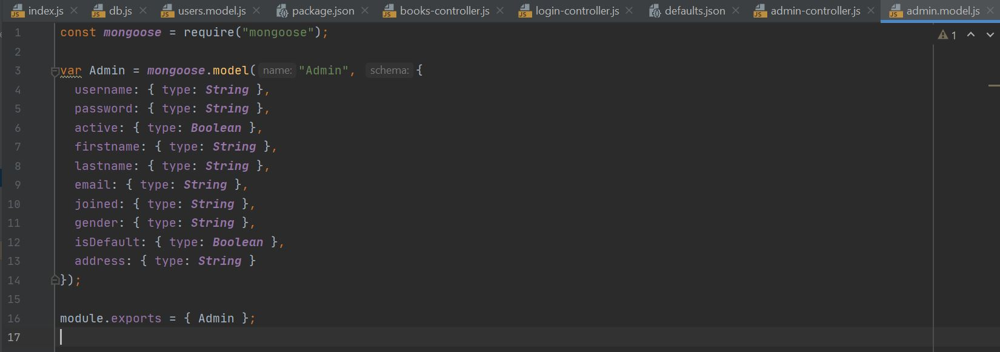 index.js db.js users.model.js package.json books-controller.js login-controller.js defaults.json admin-controller.js admin.model.js
1 const mongoose = require("mongoose");
2
3 var Admin = mongoose.model( name: "Admin", schema: {
4 username: { type: String },
5 password: { type: String },
6 active: { type: Boolean },
7 firstname: { type: String },
8 lastname: { type: String },
9 email: { type: String },
10 joined: { type: String },
11 gender: { type: String },
12 isDefault: { type: Boolean },
13 address: { type: String }
14 });
15
16 module.exports = { Admin };
17
1